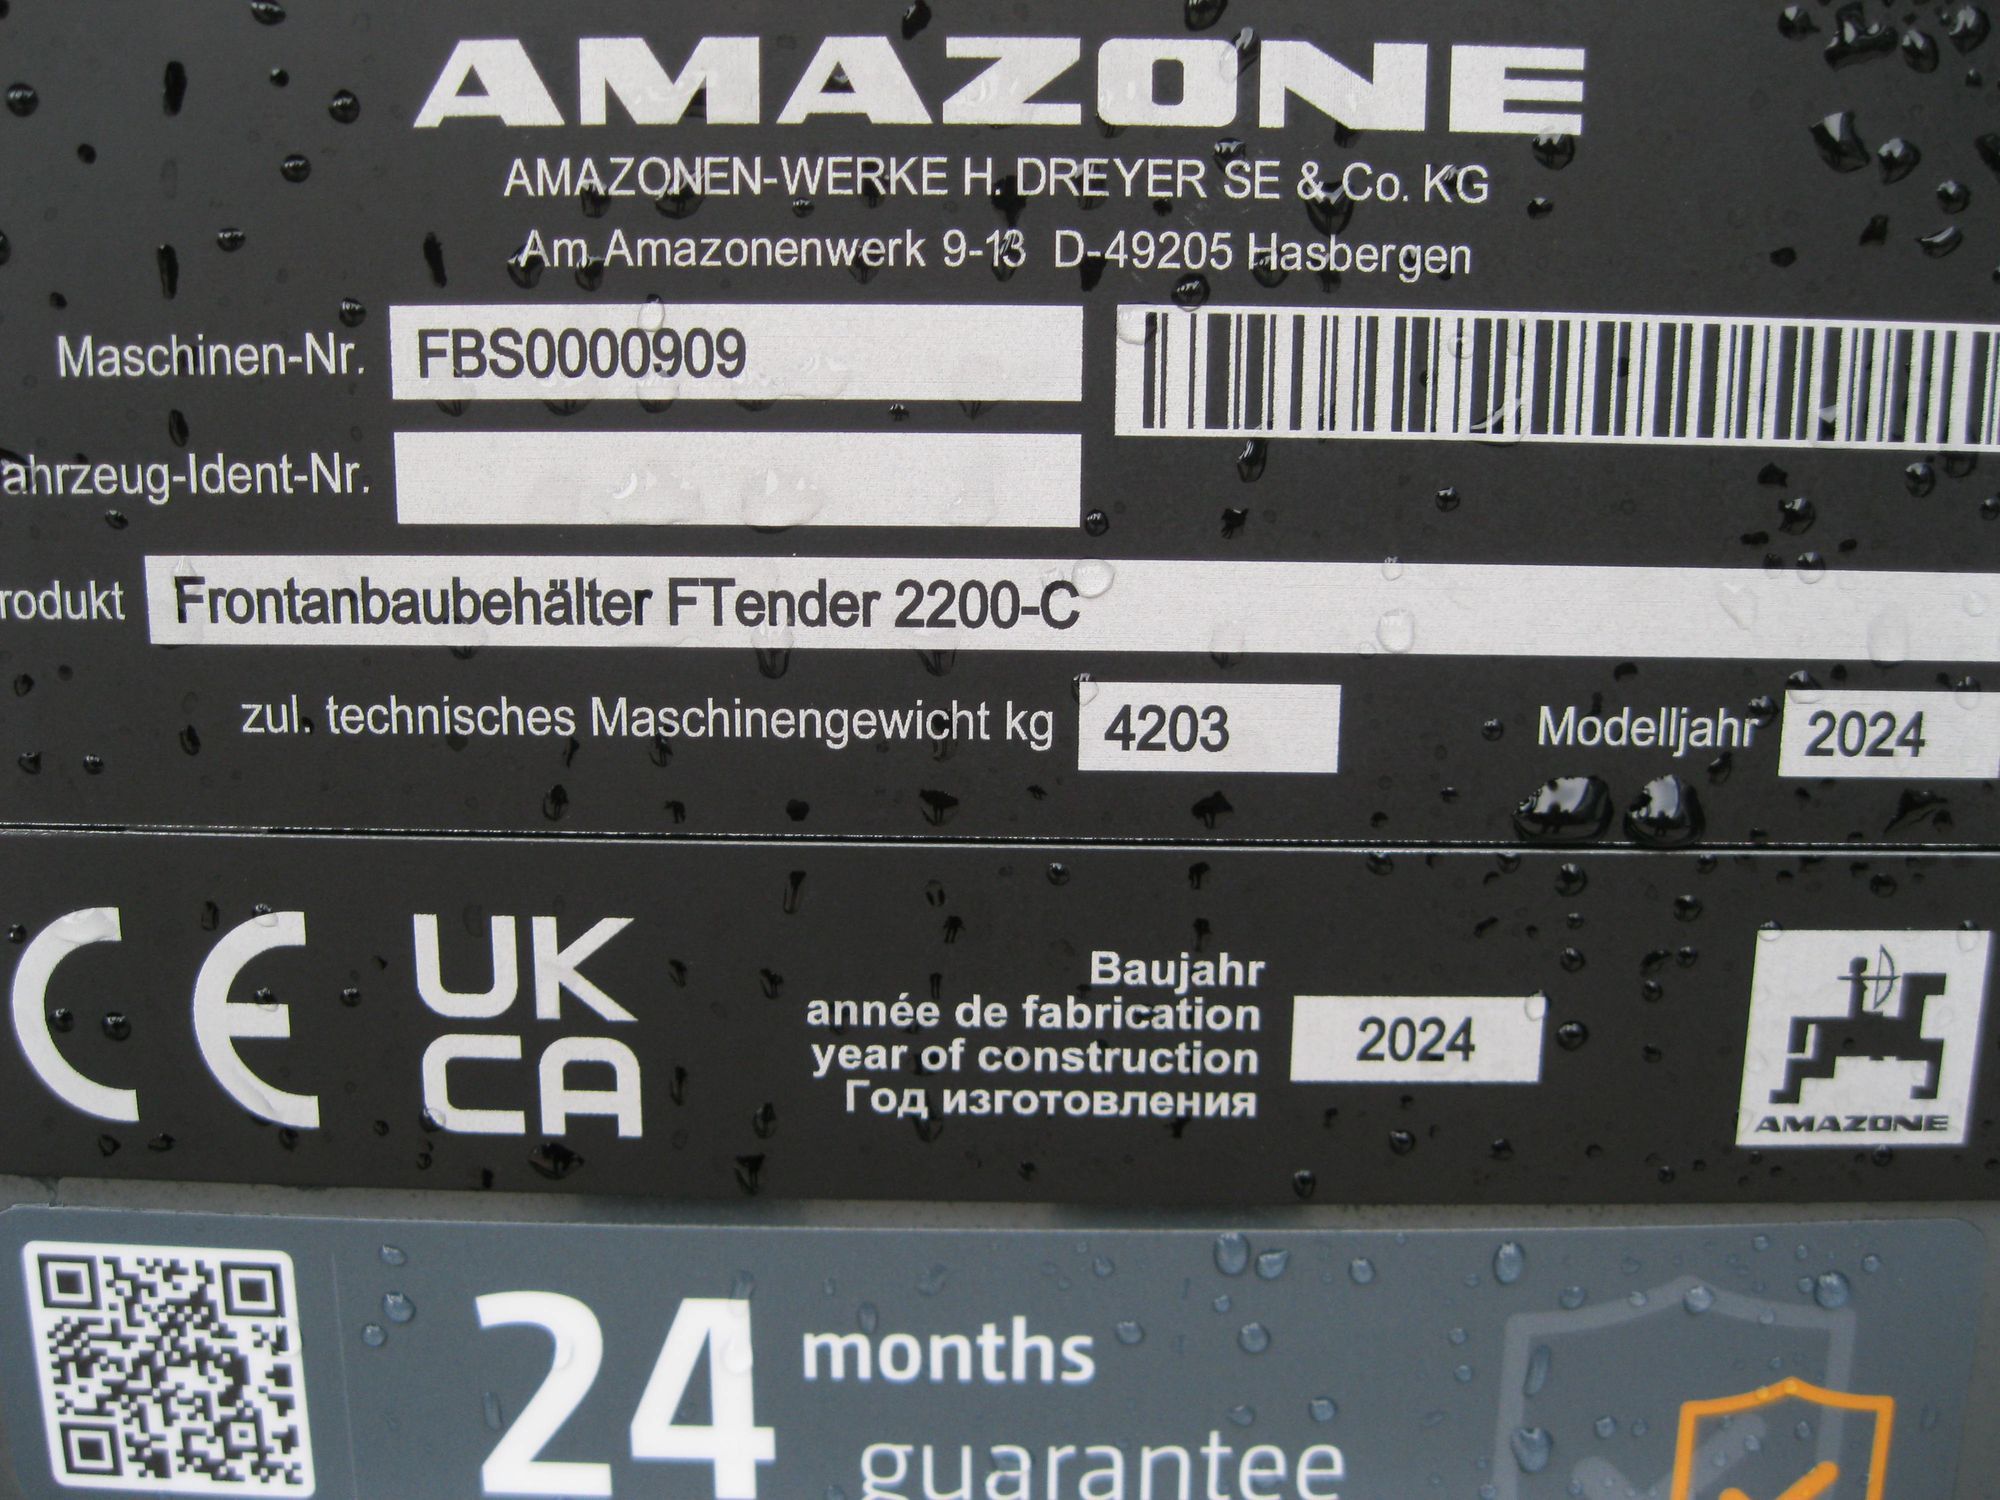 AMAZONE
AMAZONEN-WERKE H. DREYER SE & Co. KG
Am Amazonenwerk 9-13 D-49205 Hasbergen
Maschinen-Nr. FBS0000909
ahrzeug-Ident-Nr.
rodukt Frontanbaubehälter FTender 2200-C
zul. technisches Maschinengewicht kg 4203 Modelljahr 2024
CE UK
CA
Baujahr
année de fabrication
year of construction 2024
Год изготовления
AMAZONE
24 months
guarantee